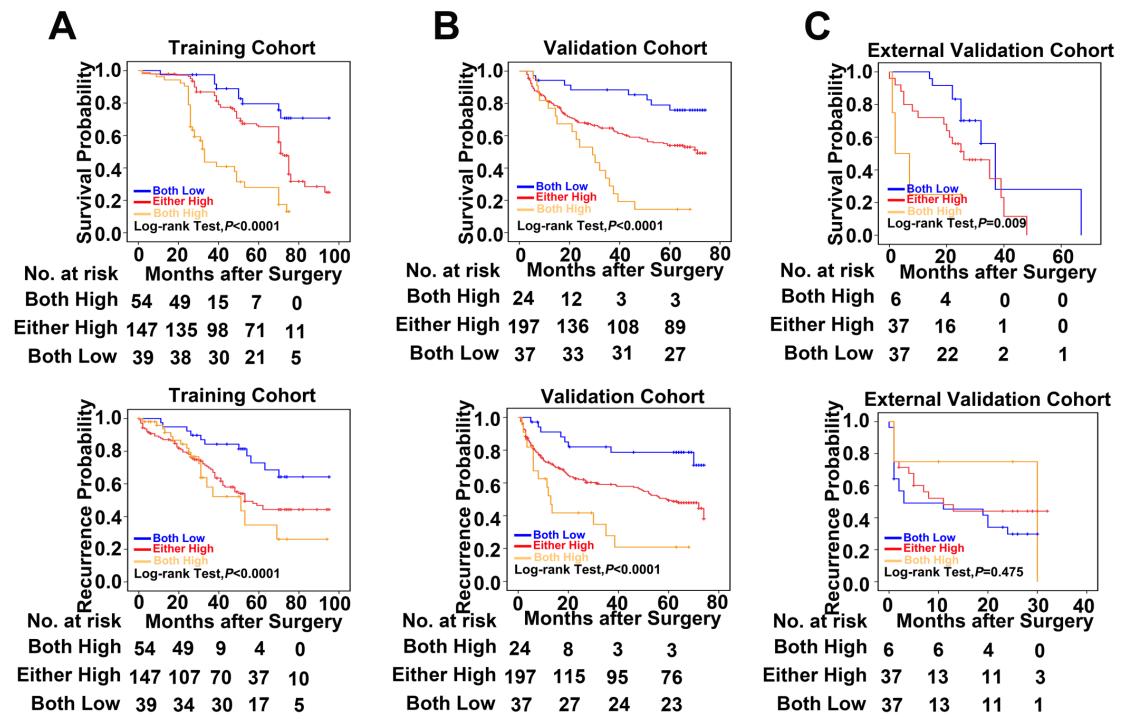 A
Training Cohort
Survival Probability
1.0
0.8
0.6
0.4
0.2
0.0
Both Low
Either High
Both High
Log-rank Test,P<0.0001
0 20 40 60 80 100
Months after Surgery
No. at risk
Both High 54 49 15 7 0
Either High 147 135 98 71 11
Both Low 39 38 30 21 5
B
Validation Cohort
Survival Probability
1.0
0.8
0.6
0.4
0.2
0.0
Both Low
Either High
Both High
Log-rank Test,P<0.0001
0 20 40 60 80
Months after Surgery
No. at risk
Both High 24 12 3 3
Either High 197 136 108 89
Both Low 37 33 31 27
C
External Validation Cohort
Survival Probability
1.0
0.8
0.6
0.4
0.2
0.0
Both Low
Either High
Both High
Log-rank Test,P=0.009
0 20 40 60
Months after Surgery
No. at risk
Both High 6 4 0 0
Either High 37 16 1 0
Both Low 37 22 2 1
Training Cohort
Recurrence Probability
1.0
0.8
0.6
0.4
0.2
0.0
Both Low
Either High
Both High
Log-rank Test,P<0.0001
0 20 40 60 80 100
Months after Surgery
No. at risk
Both High 54 49 9 4 0
Either High 147 107 70 37 10
Both Low 39 34 30 17 5
Validation Cohort
Recurrence Probability
1.0
0.8
0.6
0.4
0.2
0.0
Both Low
Either High
Both High
Log-rank Test,P<0.0001
0 20 40 60 80
Months after Surgery
No. at risk
Both High 24 8 3 3
Either High 197 115 95 76
Both Low 37 27 24 23
External Validation Cohort
Recurrence Probability
1.0
0.8
0.6
0.4
0.2
0.0
Both Low
Either High
Both High
Log-rank Test,P=0.475
0 10 20 30 40
Months after Surgery
No. at risk
Both High 6 6 4 0
Either High 37 13 11 3
Both Low 37 13 11 1